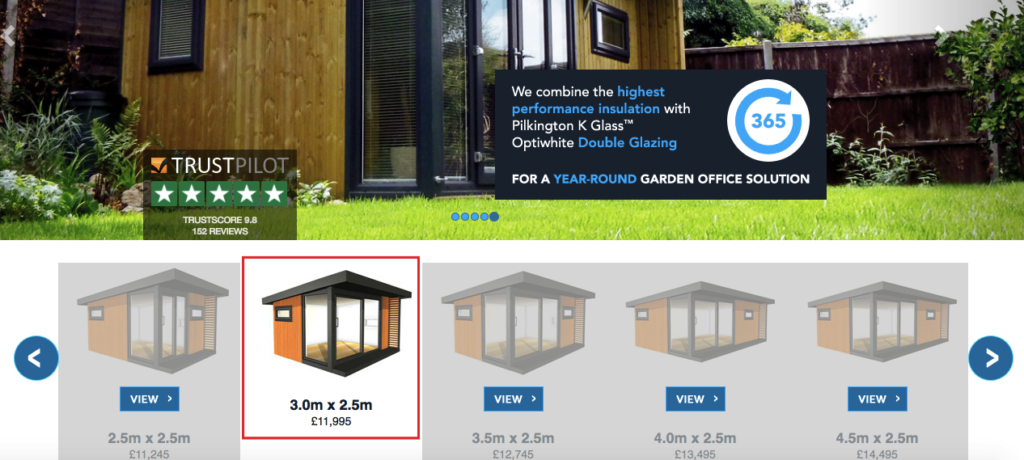 We combine the highest
performance insulation with
Pilkington K Glass™
Optiwhite Double Glazing
365
FOR A YEAR-ROUND GARDEN OFFICE SOLUTION
TRUSTPILOT
TRUSTSCORE 9.8
152 REVIEWS
<
>
VIEW >
2.5m x 2.5m
£11,245
3.0m x 2.5m
£11,995
VIEW >
3.5m x 2.5m
£12,745
VIEW >
4.0m x 2.5m
£13,495
VIEW >
4.5m x 2.5m
£14,495